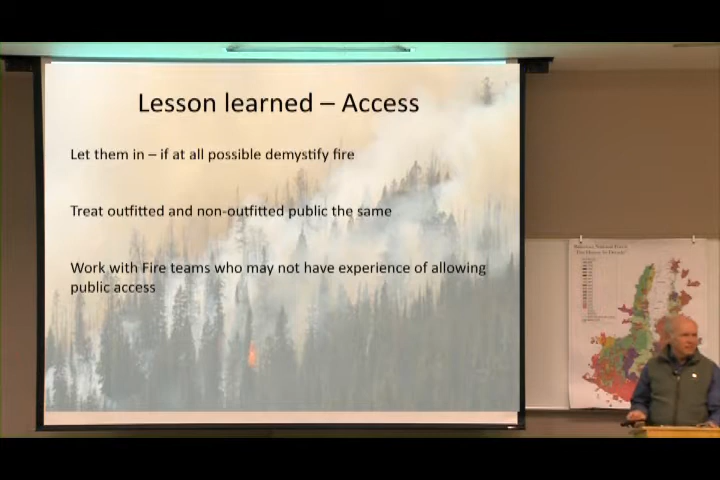 Lesson learned – Access
Let them in – if at all possible demystify fire
Treat outfitted and non-outfitted public the same
Work with Fire teams who may not have experience of allowing
public access